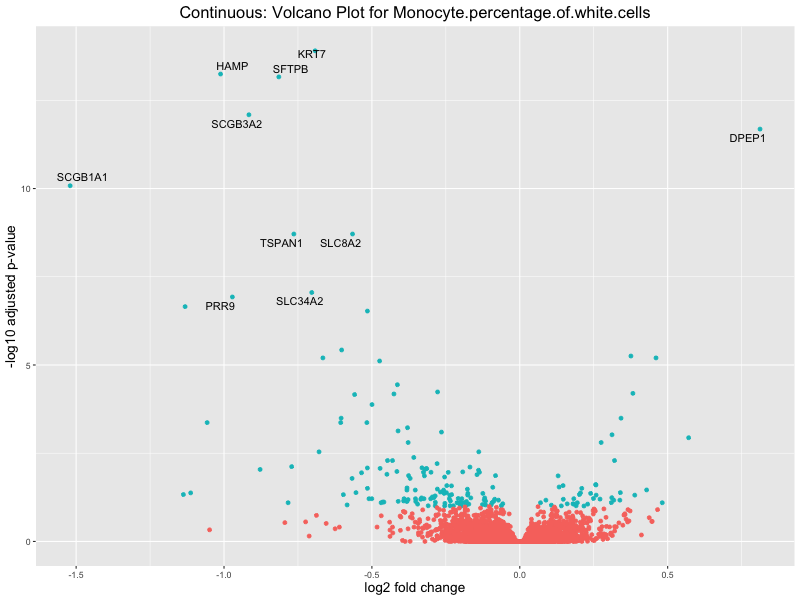 Continuous: Volcano Plot for Monocyte.percentage.of.white.cells
KRT7
HAMP
SFTPB
SCGB3A2
DPEP1
SCGB1A1
10
TSPAN1
SLC8A2
-log10 adjusted p-value
SLC34A2
PRR9
5
0
-1.5
-1.0
-0.5
0.0
0.5
log2 fold change